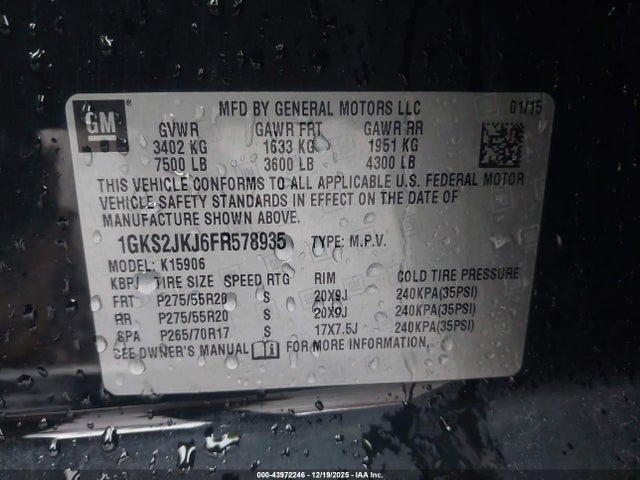 GM
MFD BY GENERAL MOTORS LLC 01/15
GVWR GAWR FRT GAWR RR
3402 KG 1633 KG 1951 KG
7500 LB 3600 LB 4300 LB
THIS VEHICLE CONFORMS TO ALL APPLICABLE U.S. FEDERAL MOTOR
VEHICLE SAFETY STANDARDS IN EFFECT ON THE DATE OF
MANUFACTURE SHOWN ABOVE.
1GKS2JKJ6FR578935 TYPE: M.P.V.
MODEL: K15906
KBPJ TIRE SIZE SPEED RTG RIM COLD TIRE PRESSURE
FRT P275/55R20 S 20X9J 240KPA(35PSI)
RR P275/55R20 S 20X9J 240KPA(35PSI)
SPA P265/70R17 S 17X7.5J 240KPA(35PSI)
SEE OWNER'S MANUAL FOR MORE INFORMATION.
000-43972246 - 12/19/2025 - IAA Inc.